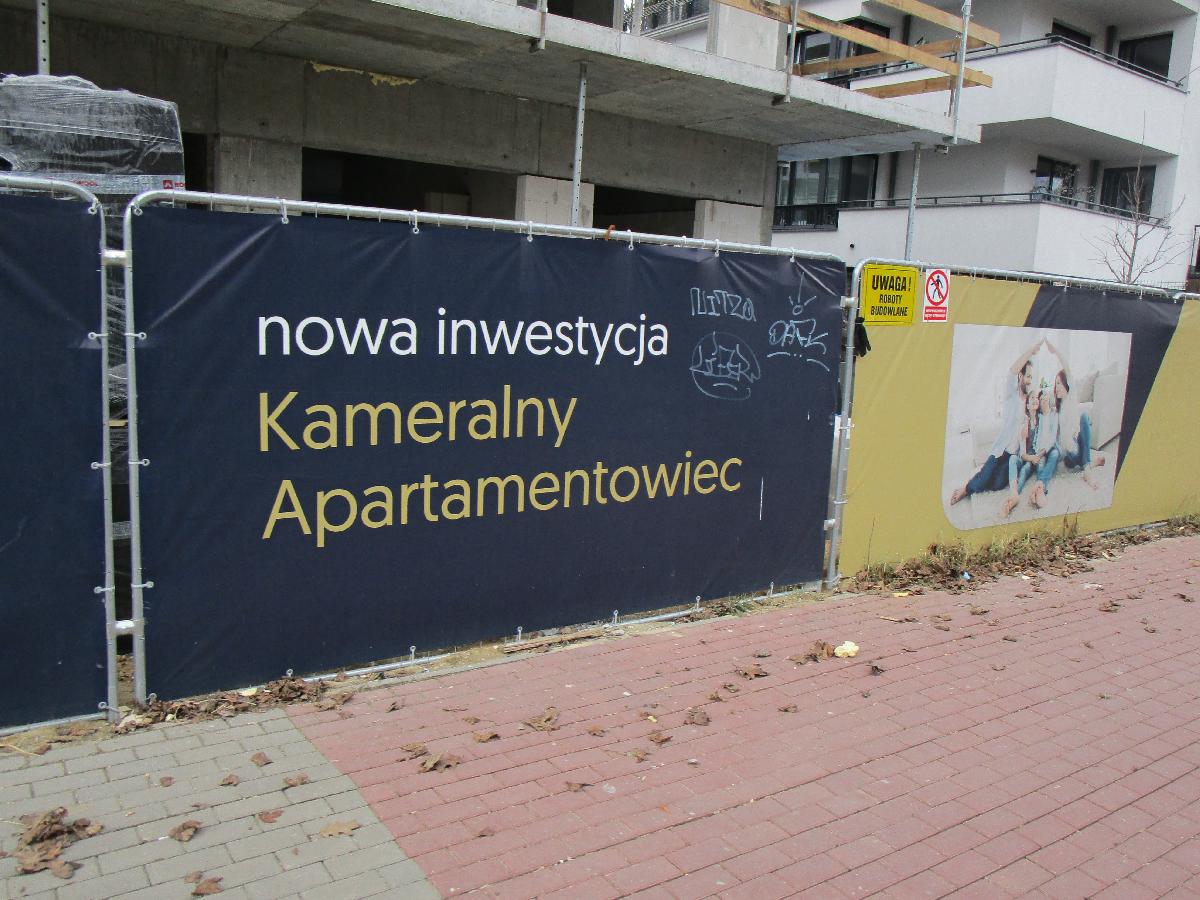 nowa inwestycja
Kameralny
Apartamentowiec
UWAGA!
ROBOTY
BUDOWLANE